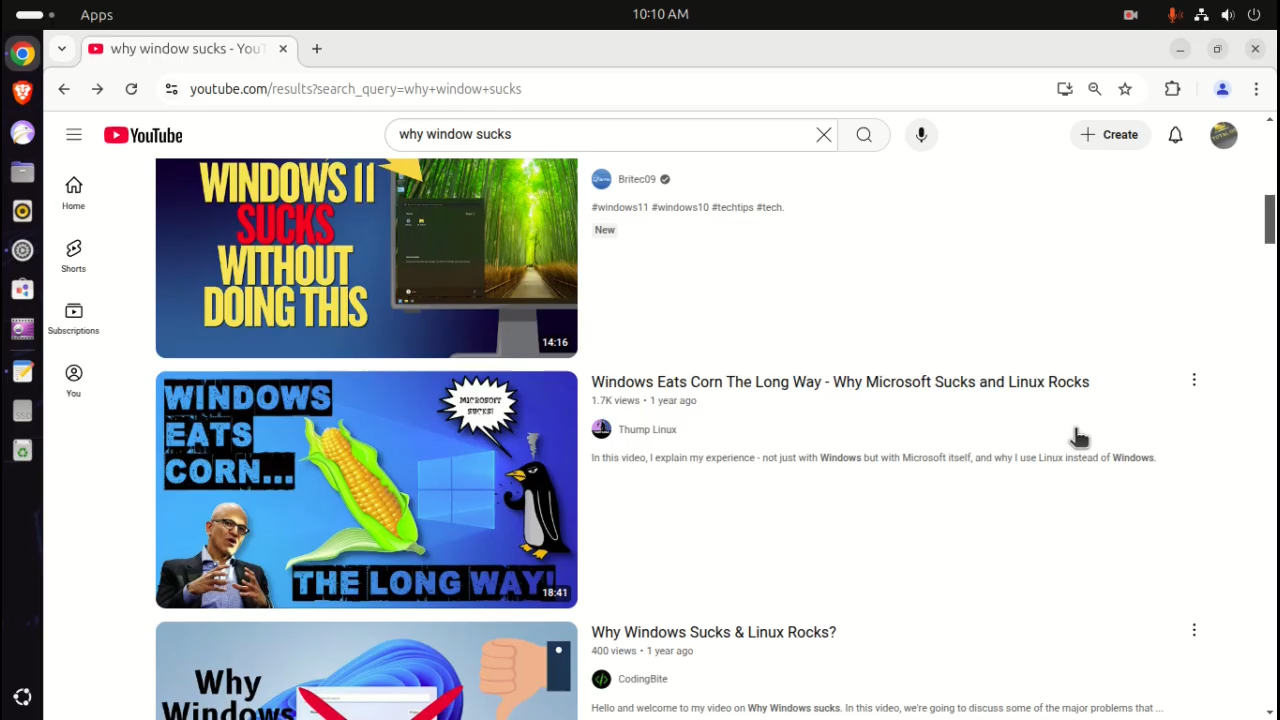 Apps
10:10 AM
why window sucks - YouT
youtube.com/results?search_query=why+window+sucks
YouTube
why window sucks
Create
Home
Shorts
Subscriptions
You
WINDOWS 11
SUCKS
WITHOUT
DOING THIS
14:16
Britec09
#windows11 #windows10 #techtips #tech.
New
WINDOWS
EATS
CORN...
MICROSOFT
SUCKS!
THE LONG WAY!
18:41
Windows Eats Corn The Long Way - Why Microsoft Sucks and Linux Rocks
1.7K views • 1 year ago
Thump Linux
In this video, I explain my experience - not just with Windows but with Microsoft itself, and why I use Linux instead of Windows.
Why
Windows
Why Windows Sucks & Linux Rocks?
400 views • 1 year ago
CodingBite
Hello and welcome to my video on Why Windows sucks. In this video, we're going to discuss some of the major problems that ...